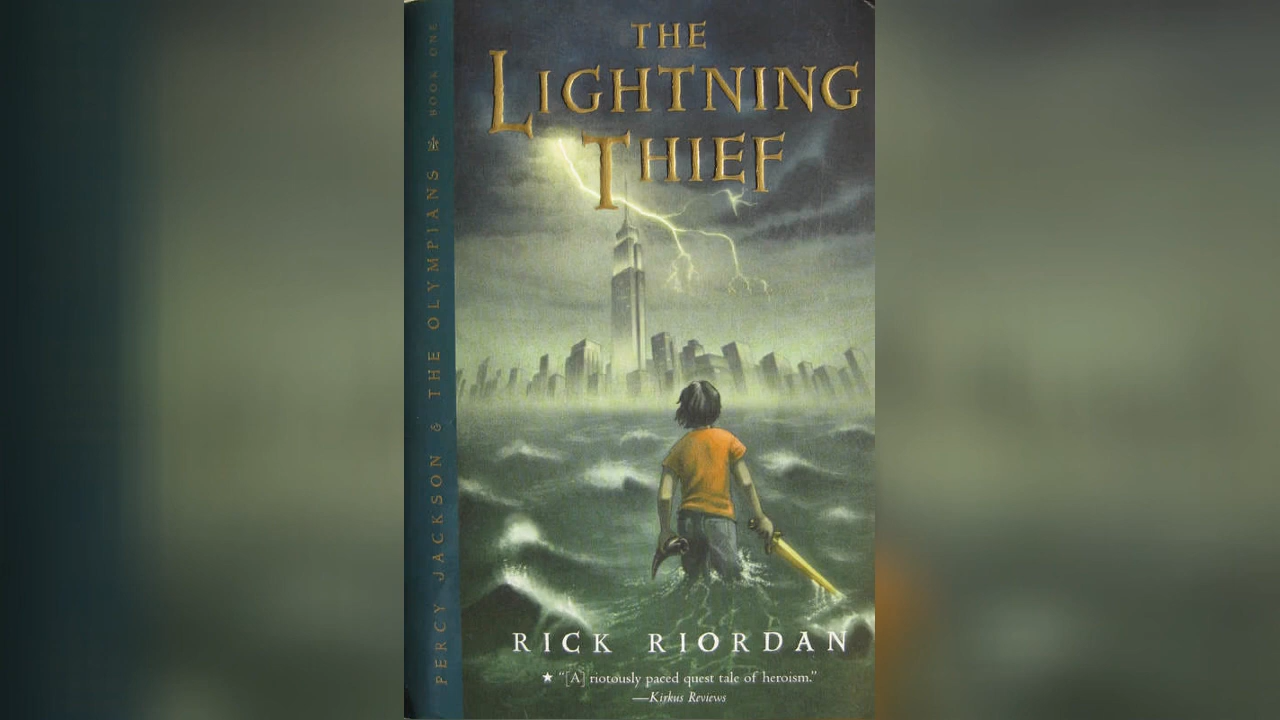 THE
LIGHTNING
THIEF
PERCY JACKSON & THE OLYMPIANS ★ BOOK ONE
RICK RIORDAN
★ "[A] riotously paced quest tale of heroism."
—Kirkus Reviews